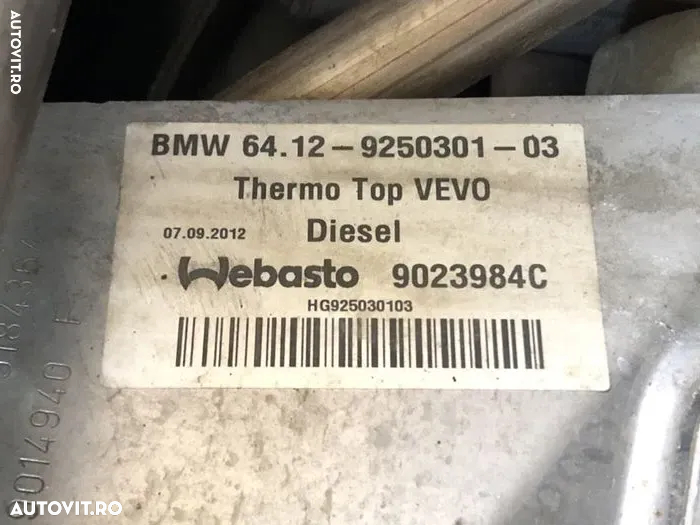 AUTOVIT.RO
BMW 64.12-9250301-03
Thermo Top VEVO
07.09.2012 Diesel
Webasto 9023984C
HG925030103
9014940 F
AUTOVIT.RO